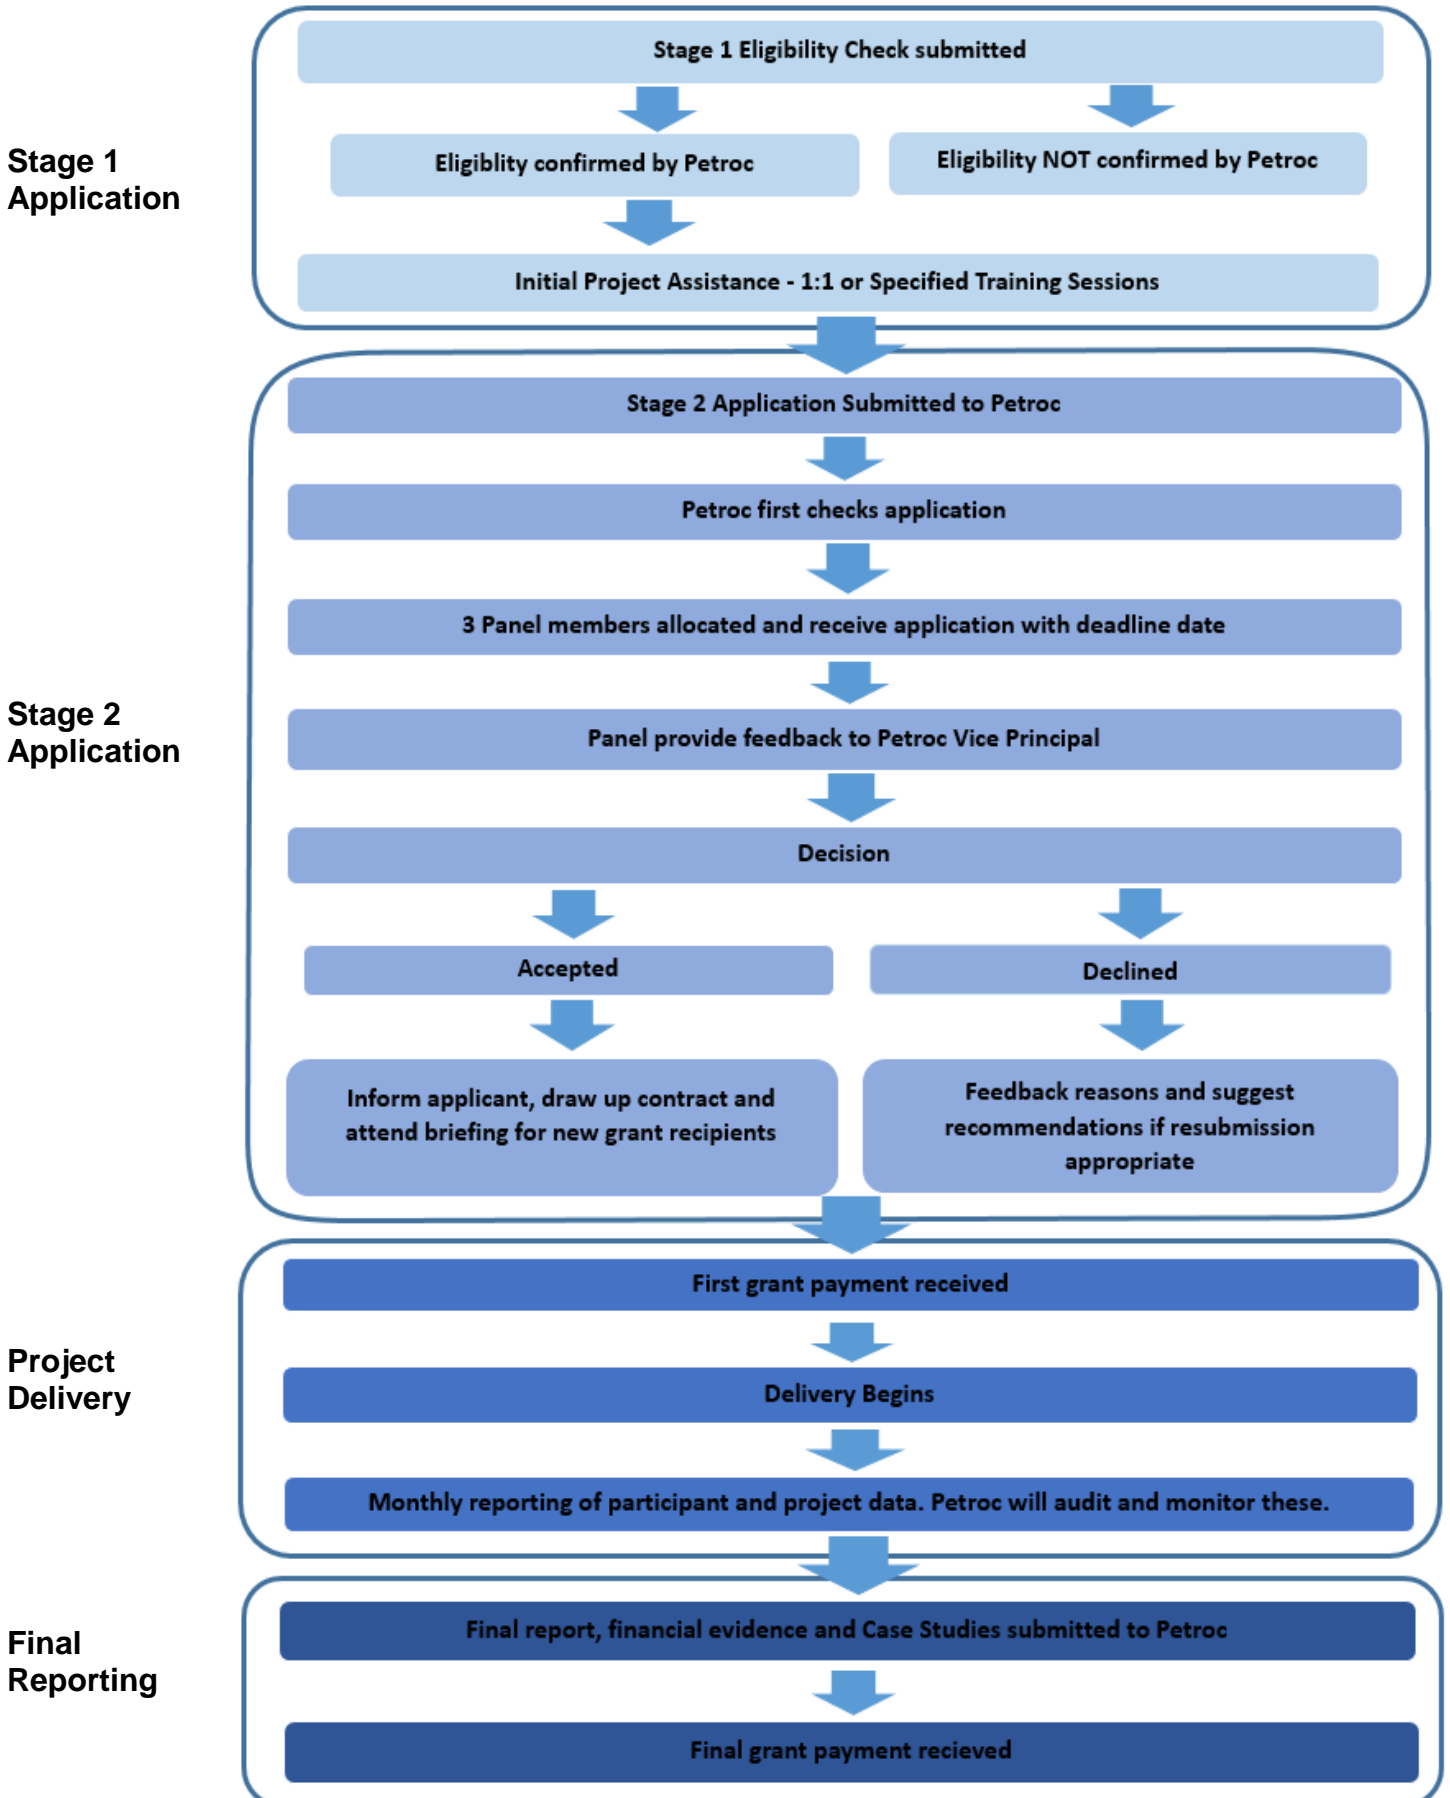 Stage 1 Eligibility Check submitted
Stage 1
Application
Eligiblity confirmed by Petroc
Eligibility NOT confirmed by Petroc
Initial Project Assistance - 1:1 or Specified Training Sessions
Stage 2 Application Submitted to Petroc
Petroc first checks application
3 Panel members allocated and receive application with deadline date
Stage 2
Application
Panel provide feedback to Petroc Vice Principal
Decision
Accepted
Declined
Inform applicant, draw up contract and
attend briefing for new grant recipients
Feedback reasons and suggest
recommendations if resubmission
appropriate
First grant payment received
Project
Delivery
Delivery Begins
Monthly reporting of participant and project data. Petroc will audit and monitor these.
Final
Reporting
Final report, financial evidence and Case Studies submitted to Petroc
Final grant payment recieved